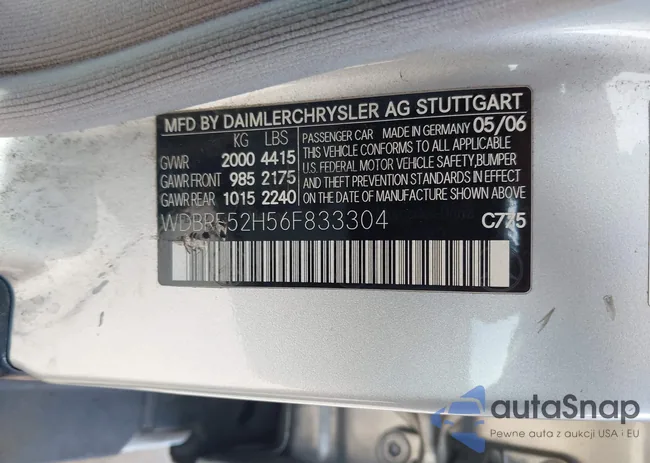 MFD BY DAIMLERCHRYSLER AG STUTTGART
KG LBS
GVWR 2000 4415
GAWR FRONT 985 2175
GAWR REAR 1015 2240
PASSENGER CAR MADE IN GERMANY 05/06
THIS VEHICLE CONFORMS TO ALL APPLICABLE
U.S. FEDERAL MOTOR VEHICLE SAFETY, BUMPER
AND THEFT PREVENTION STANDARDS IN EFFECT
ON THE DATE OF MANUFACTURE SHOWN ABOVE
WDBRF52H56F833304 C775
autoSnap
Pewne auta z aukcji USA i EU